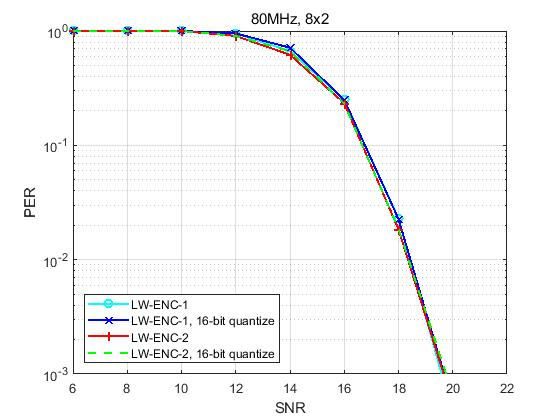 80MHz, 8x2
10^0
10^-1
10^-2
10^-3
PER
LW-ENC-1
LW-ENC-1, 16-bit quantize
LW-ENC-2
LW-ENC-2, 16-bit quantize
6 8 10 12 14 16 18 20 22
SNR